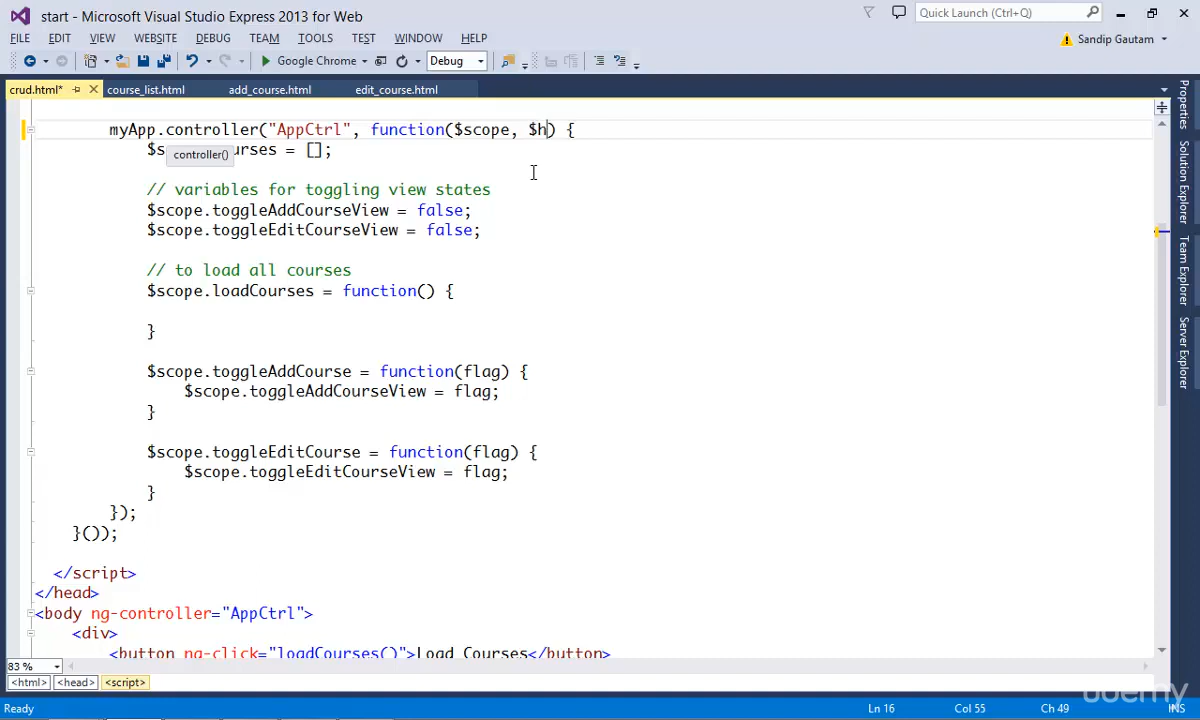 start - Microsoft Visual Studio Express 2013 for Web
Quick Launch (Ctrl+Q)
FILE EDIT VIEW WEBSITE DEBUG TEAM TOOLS TEST WINDOW HELP
Sandip Gautam
Google Chrome
Debug
crud.html* course_list.html add_course.html edit_course.html
myApp.controller("AppCtrl", function($scope, $h) {
$s controller() urses = [];
// variables for toggling view states
$scope.toggleAddCourseView = false;
$scope.toggleEditCourseView = false;
// to load all courses
$scope.loadCourses = function() {
}
$scope.toggleAddCourse = function(flag) {
$scope.toggleAddCourseView = flag;
}
$scope.toggleEditCourse = function(flag) {
$scope.toggleEditCourseView = flag;
}
});
}());
</script>
</head>
<body ng-controller="AppCtrl">
<div>
<button ng-click="loadCourses()">Load Courses</button>
83 %
<html> <head> <script>
Ready
Ln 16 Col 55 Ch 49 INS
Properties
Solution Explorer
Team Explorer
Server Explorer
udemy